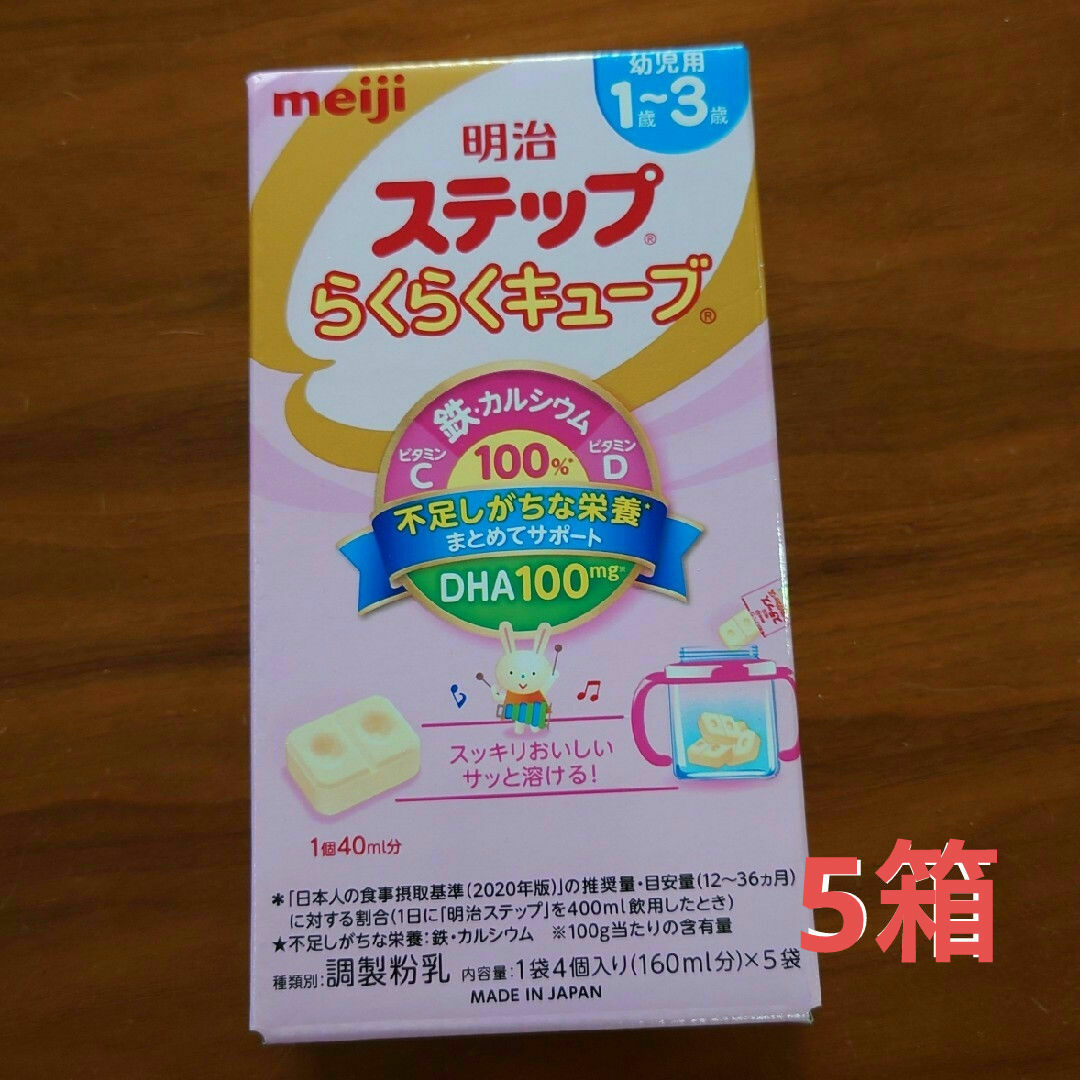 meiji
幼児用
1歳~3歳
明治
ステップ®
らくらくキューブ®
鉄・カルシウム
ビタミンC
100%*
ビタミンD
不足しがちな栄養★
まとめてサポート
DHA100mg※
スッキリおいしい
サッと溶ける!
1個40ml分
*「日本人の食事摂取基準(2020年版)」の推奨量・目安量(12~36ヵ月)
に対する割合(1日に「明治ステップ」を400ml飲用したとき)
★不足しがちな栄養:鉄・カルシウム ※100g当たりの含有量
種類別:調製粉乳 内容量:1袋4個入り(160ml分)×5袋
MADE IN JAPAN
5箱